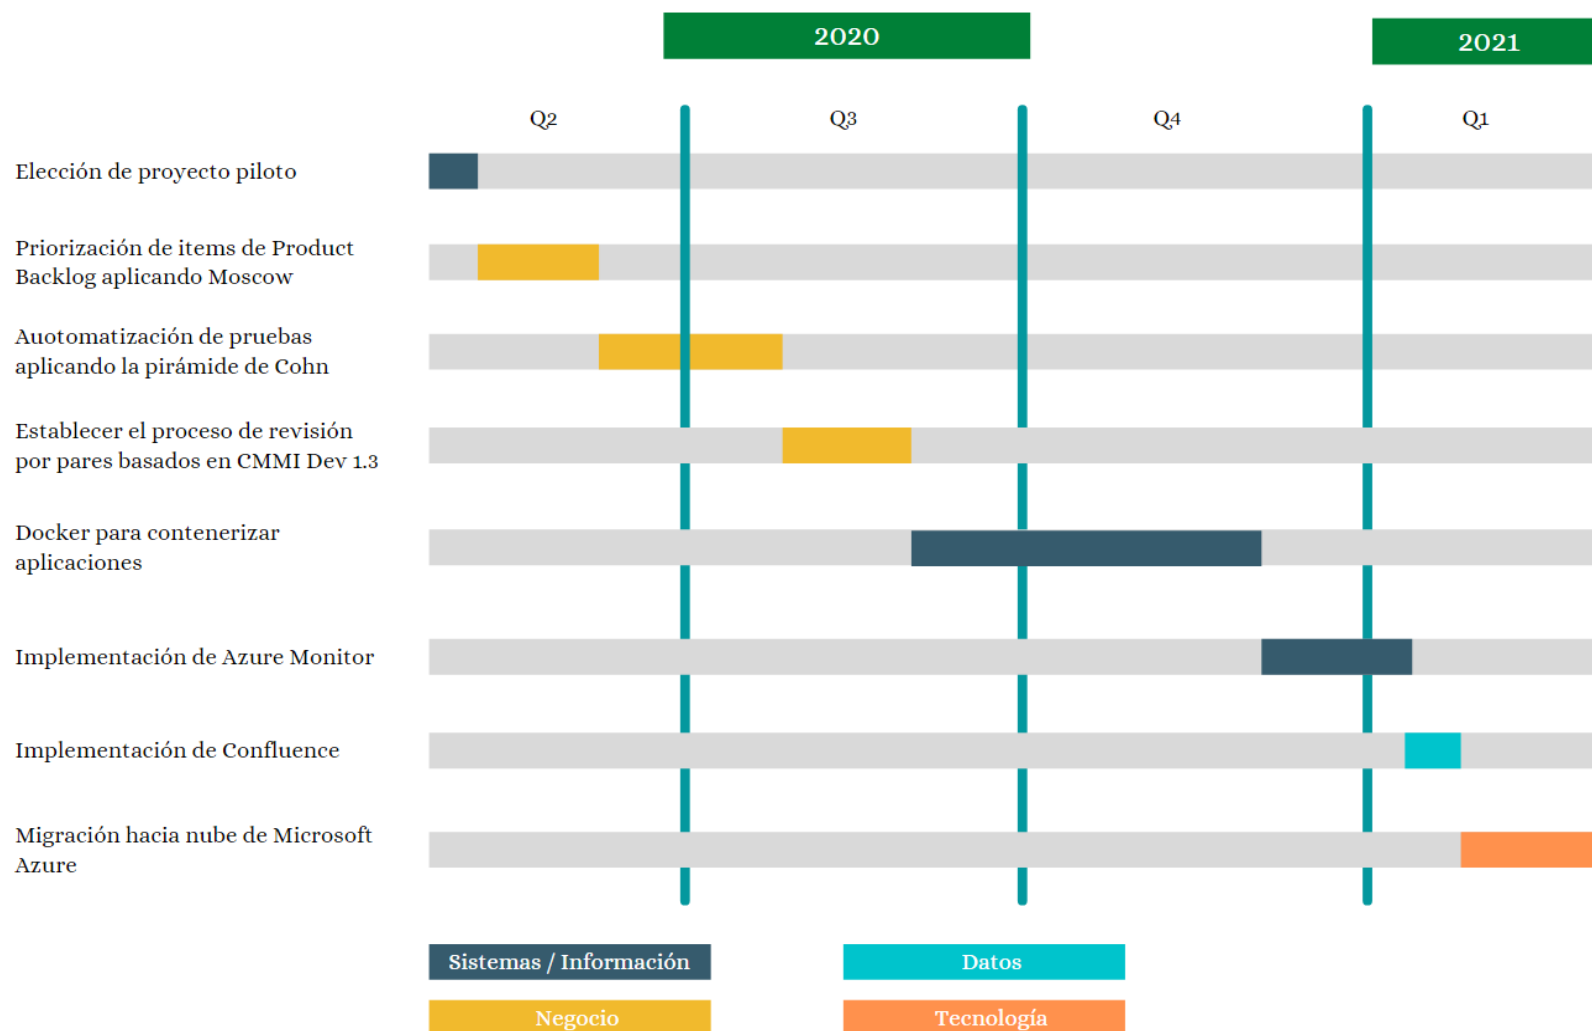 2020
2021
Q2
Q3
Q4
Q1
Elección de proyecto piloto
Priorización de items de Product
Backlog aplicando Moscow
Auotomatización de pruebas
aplicando la pirámide de Cohn
Establecer el proceso de revisión
por pares basados en CMMI Dev 1.3
Docker para contenerizar
aplicaciones
Implementación de Azure Monitor
Implementación de Confluence
Migración hacia nube de Microsoft
Azure
Sistemas / Información
Datos
Negocio
Tecnología